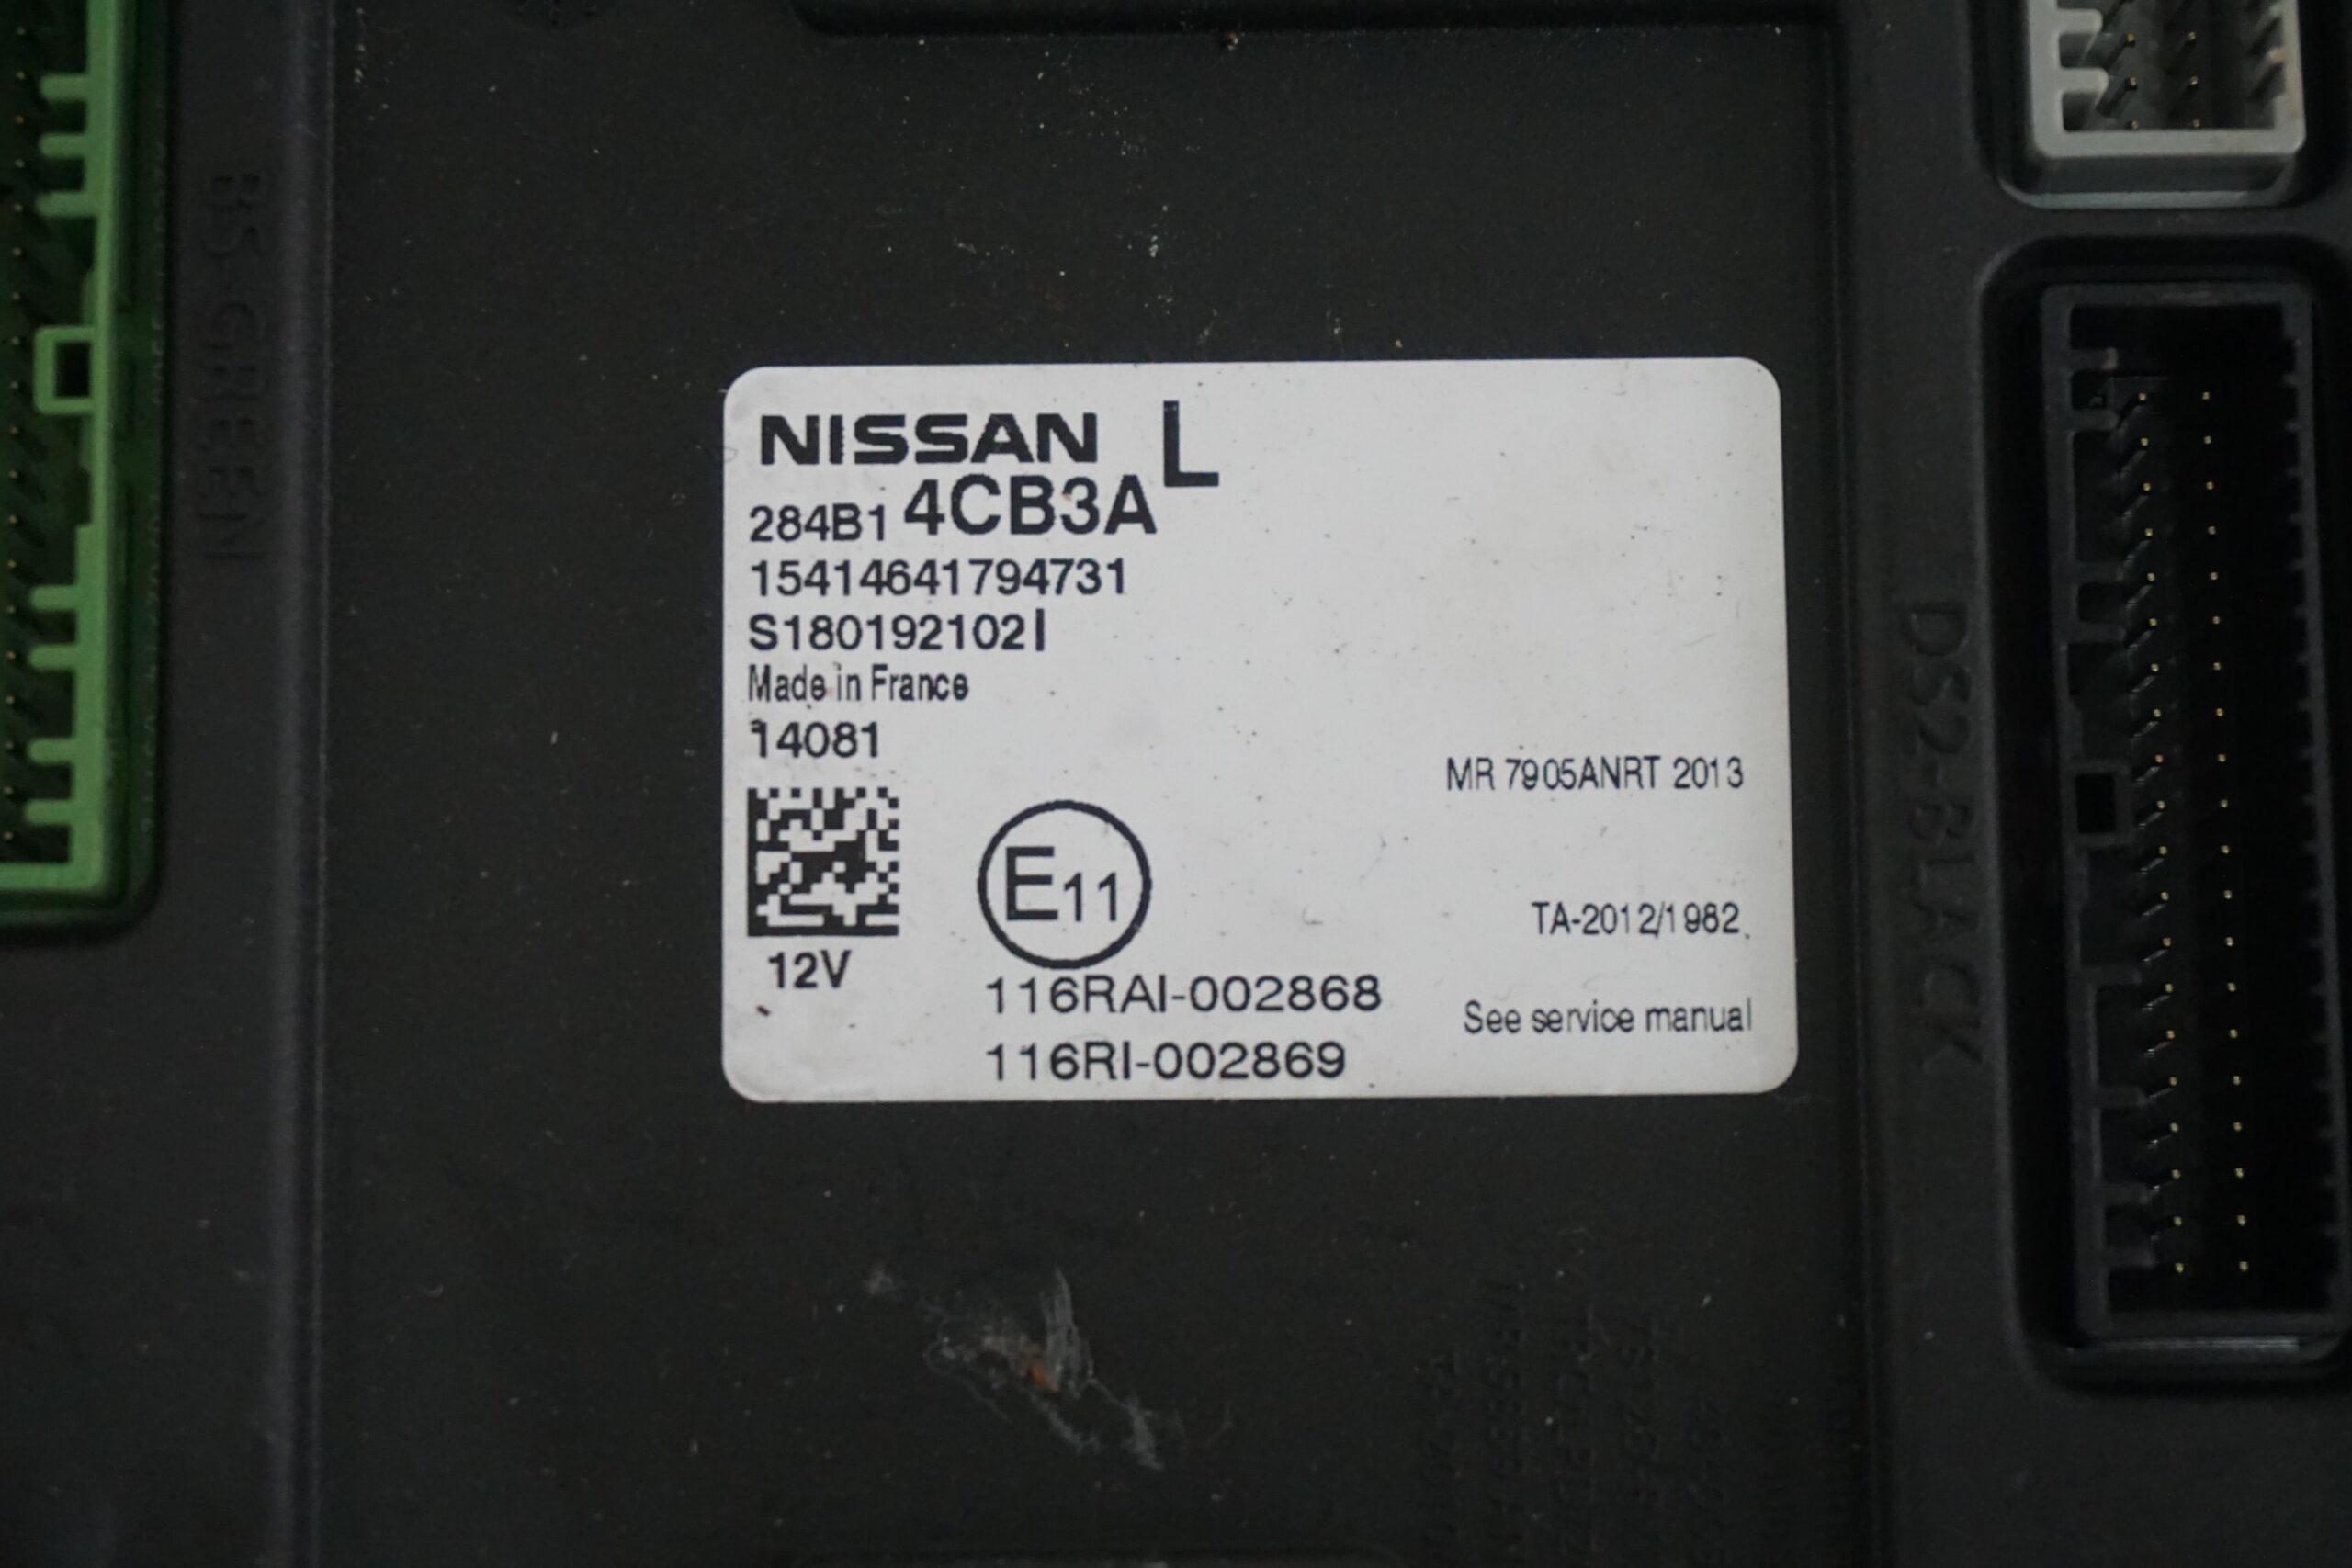 NISSAN L
284B1 4CB3A
15414641794731
S180192102I
Made in France
14081
MR 7905ANRT 2013
E11
TA-2012/1982
12V
116RAI-002868
See service manual
116RI-002869
BS-GREEN
DS2-BLACK